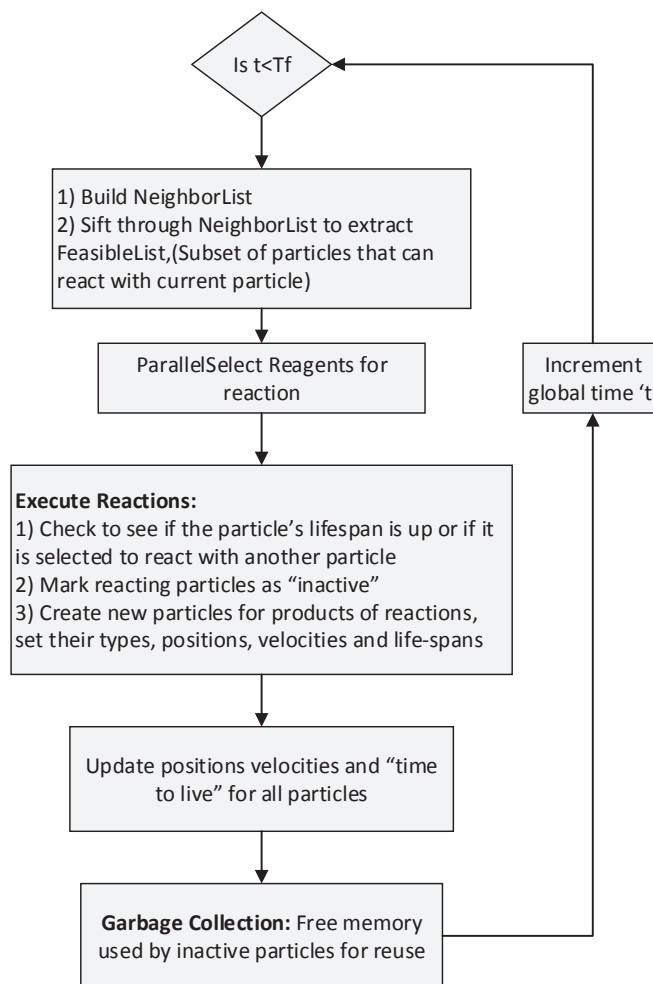 Is t<Tf
1) Build NeighborList
2) Sift through NeighborList to extract
FeasibleList,(Subset of particles that can
react with current particle)
ParallelSelect Reagents for
reaction
Increment
global time ‘t
Execute Reactions:
1) Check to see if the particle’s lifespan is up or if it
is selected to react with another particle
2) Mark reacting particles as “inactive”
3) Create new particles for products of reactions,
set their types, positions, velocities and life-spans
Update positions velocities and “time
to live” for all particles
Garbage Collection: Free memory
used by inactive particles for reuse